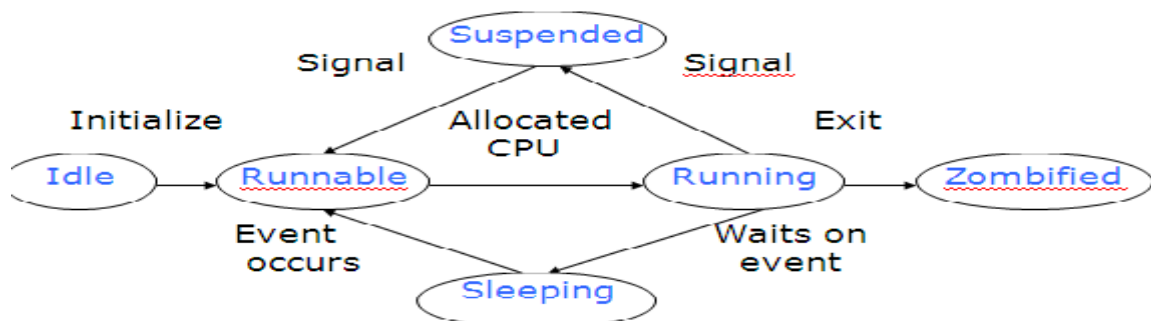 Suspended
Signal
Signal
Initialize
Allocated
CPU
Exit
Idle
Runnable
Running
Zombified
Event
occurs
Waits on
event
Sleeping